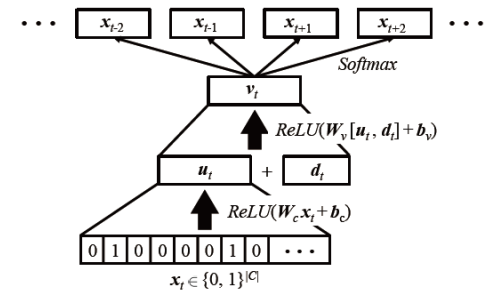 ··· x_{t-2} x_{t-1} x_{t+1} x_{t+2} ···
Softmax
v_t
ReLU(W_v [u_t, d_t]+b_v)
u_t + d_t
ReLU(W_c x_t+b_c)
0 1 0 0 0 0 1 0 ···
x_t ∈ {0, 1}^{|C|}